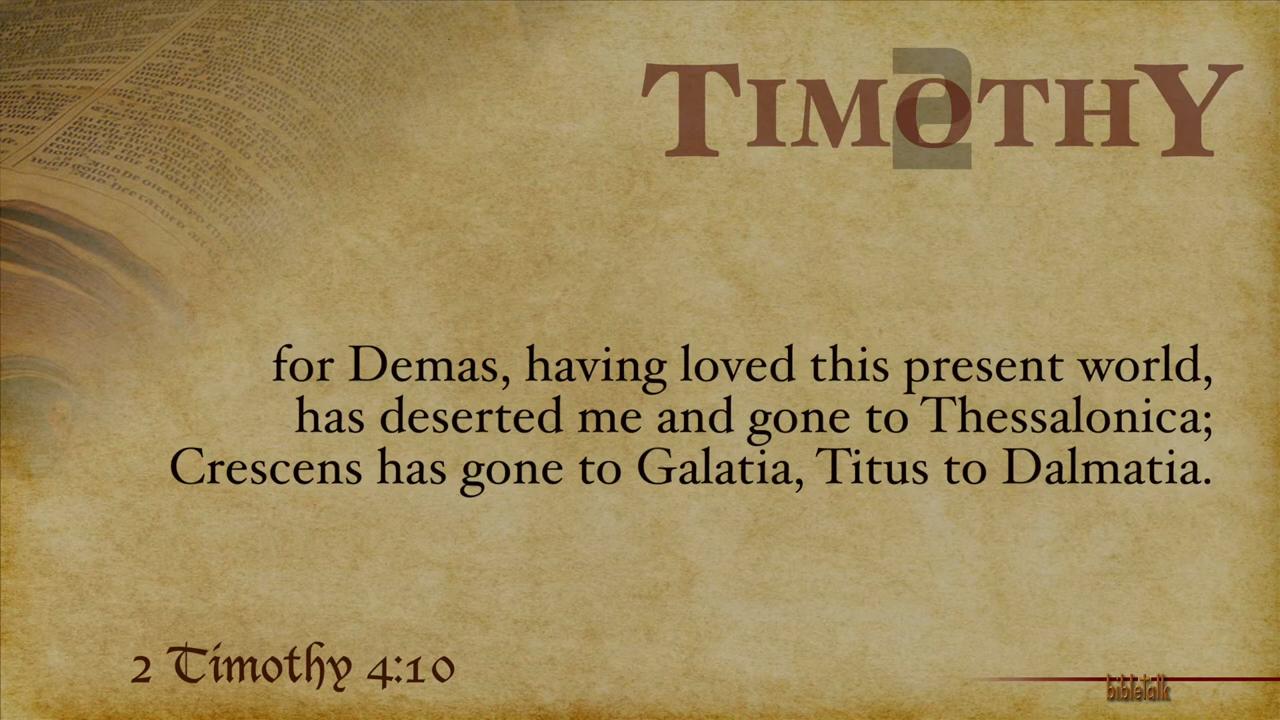 2
TIMOTHY
for Demas, having loved this present world,
has deserted me and gone to Thessalonica;
Crescens has gone to Galatia, Titus to Dalmatia.
2 Timothy 4:10
bibletalk